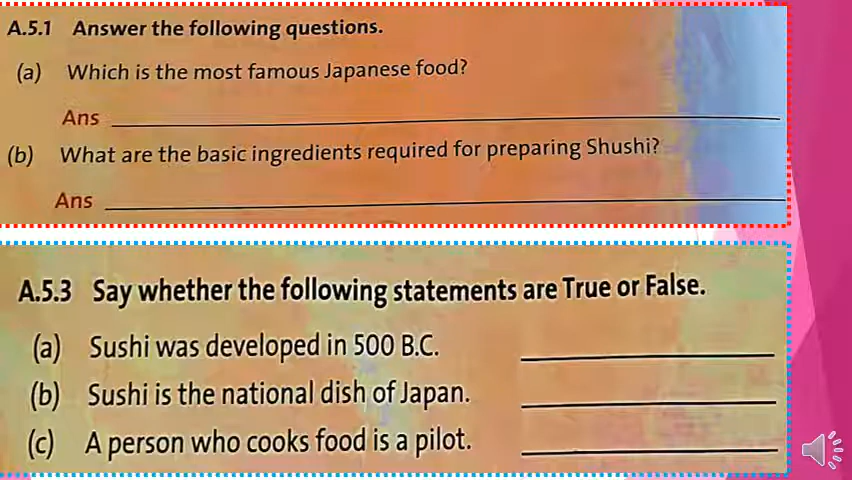 A.5.1 Answer the following questions.
(a) Which is the most famous Japanese food?
Ans
(b) What are the basic ingredients required for preparing Shushi?
Ans
A.5.3 Say whether the following statements are True or False.
(a) Sushi was developed in 500 B.C.
(b) Sushi is the national dish of Japan.
(c) A person who cooks food is a pilot.